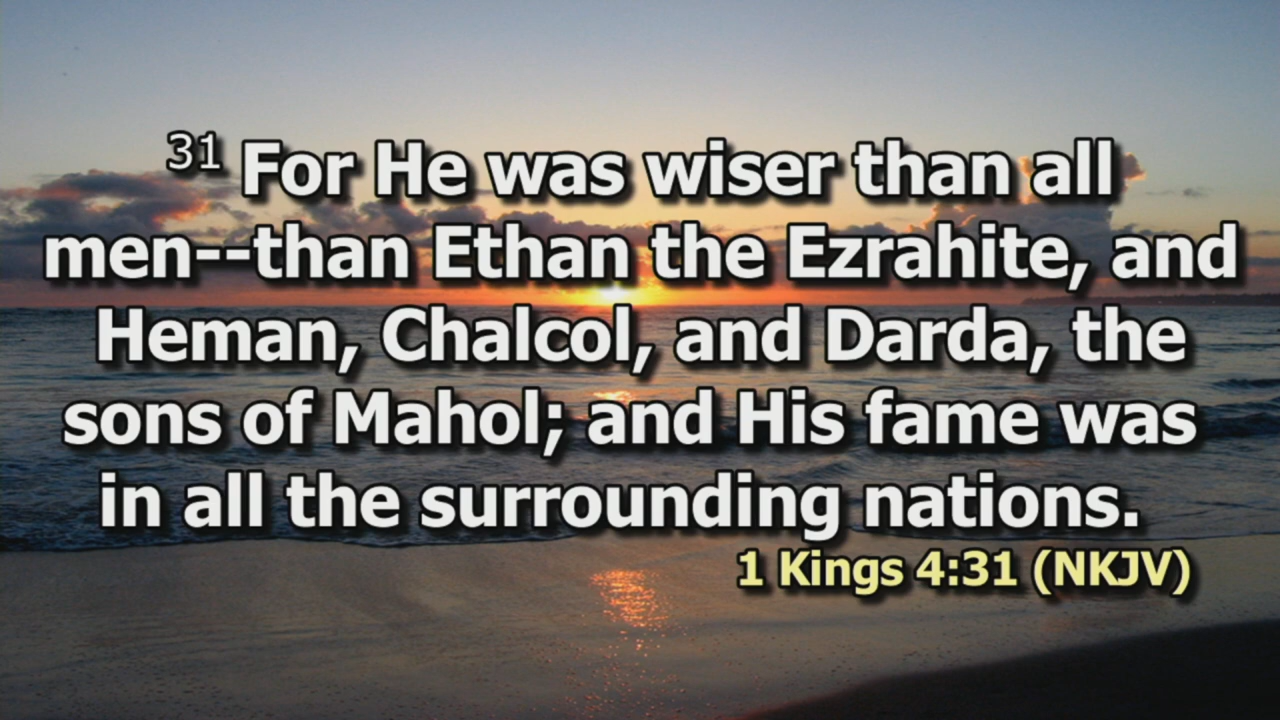 31 For He was wiser than all
men--than Ethan the Ezrahite, and
Heman, Chalcol, and Darda, the
sons of Mahol; and His fame was
in all the surrounding nations.
1 Kings 4:31 (NKJV)